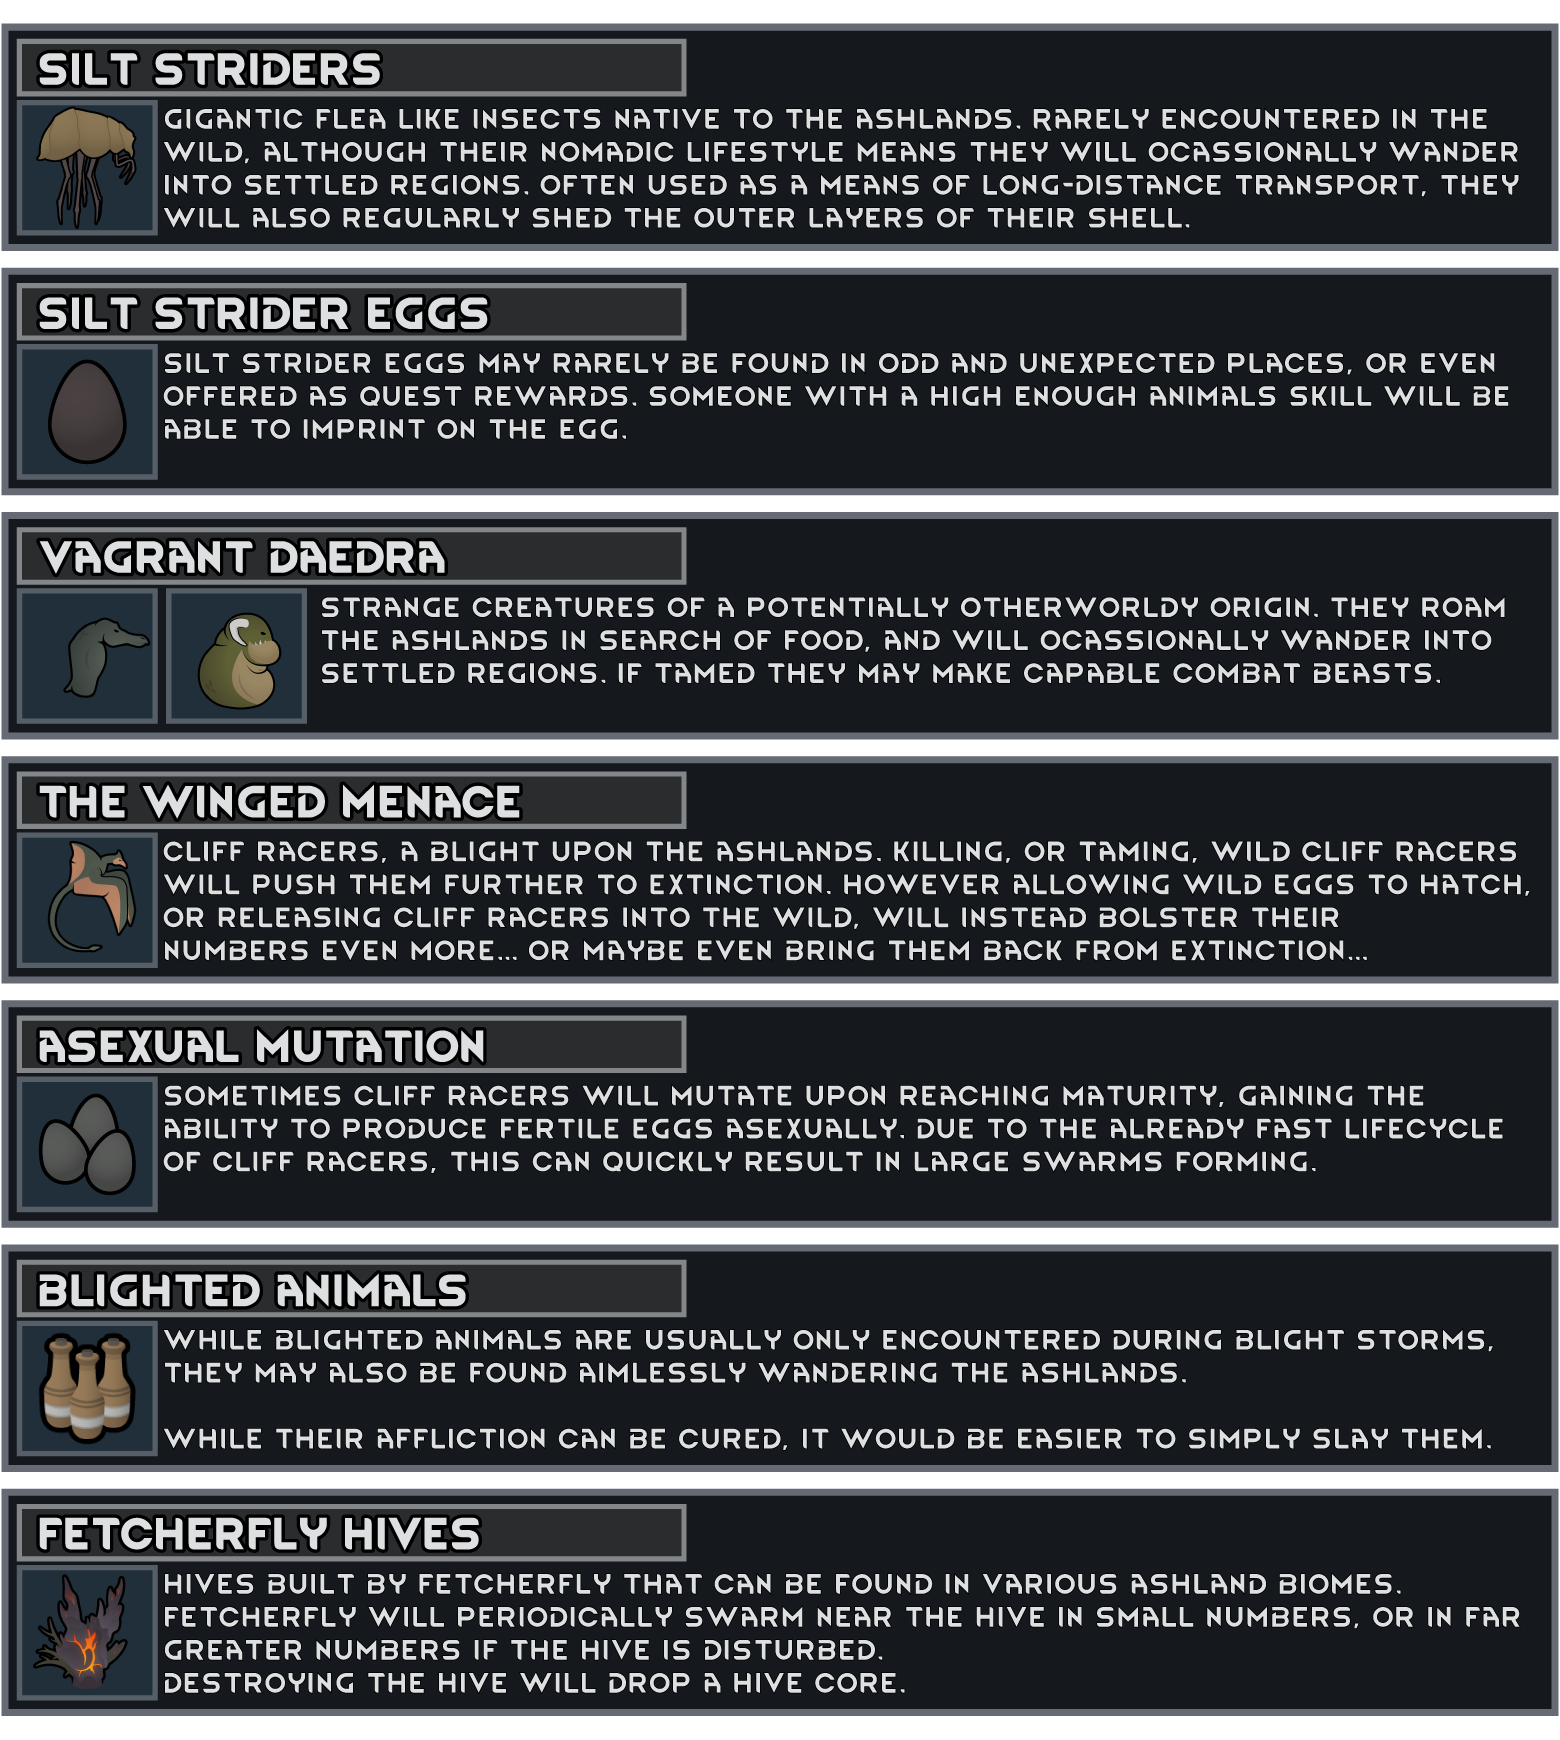 SILT STRIDERS
GIGANTIC FLEA LIKE INSECTS NATIVE TO THE ASHLANDS. RARELY ENCOUNTERED IN THE
WILD, ALTHOUGH THEIR NOMADIC LIFESTYLE MEANS THEY WILL OCASSIONALLY WANDER
INTO SETTLED REGIONS. OFTEN USED AS A MEANS OF LONG-DISTANCE TRANSPORT, THEY
WILL ALSO REGULARLY SHED THE OUTER LAYERS OF THEIR SHELL.
SILT STRIDER EGGS
SILT STRIDER EGGS MAY RARELY BE FOUND IN ODD AND UNEXPECTED PLACES, OR EVEN
OFFERED AS QUEST REWARDS. SOMEONE WITH A HIGH ENOUGH ANIMALS SKILL WILL BE
ABLE TO IMPRINT ON THE EGG.
VAGRANT DAEDRA
STRANGE CREATURES OF A POTENTIALLY OTHERWORLDY ORIGIN. THEY ROAM
THE ASHLANDS IN SEARCH OF FOOD, AND WILL OCASSIONALLY WANDER INTO
SETTLED REGIONS. IF TAMED THEY MAY MAKE CAPABLE COMBAT BEASTS.
THE WINGED MENACE
CLIFF RACERS, A BLIGHT UPON THE ASHLANDS. KILLING, OR TAMING, WILD CLIFF RACERS
WILL PUSH THEM FURTHER TO EXTINCTION. HOWEVER ALLOWING WILD EGGS TO HATCH,
OR RELEASING CLIFF RACERS INTO THE WILD, WILL INSTEAD BOLSTER THEIR
NUMBERS EVEN MORE... OR MAYBE EVEN BRING THEM BACK FROM EXTINCTION...
ASEXUAL MUTATION
SOMETIMES CLIFF RACERS WILL MUTATE UPON REACHING MATURITY, GAINING THE
ABILITY TO PRODUCE FERTILE EGGS ASEXUALLY. DUE TO THE ALREADY FAST LIFECYCLE
OF CLIFF RACERS, THIS CAN QUICKLY RESULT IN LARGE SWARMS FORMING.
BLIGHTED ANIMALS
WHILE BLIGHTED ANIMALS ARE USUALLY ONLY ENCOUNTERED DURING BLIGHT STORMS,
THEY MAY ALSO BE FOUND AIMLESSLY WANDERING THE ASHLANDS.
WHILE THEIR AFFLICTION CAN BE CURED, IT WOULD BE EASIER TO SIMPLY SLAY THEM.
FETCHERFLY HIVES
HIVES BUILT BY FETCHERFLY THAT CAN BE FOUND IN VARIOUS ASHLAND BIOMES.
FETCHERFLY WILL PERIODICALLY SWARM NEAR THE HIVE IN SMALL NUMBERS, OR IN FAR
GREATER NUMBERS IF THE HIVE IS DISTURBED.
DESTROYING THE HIVE WILL DROP A HIVE CORE.